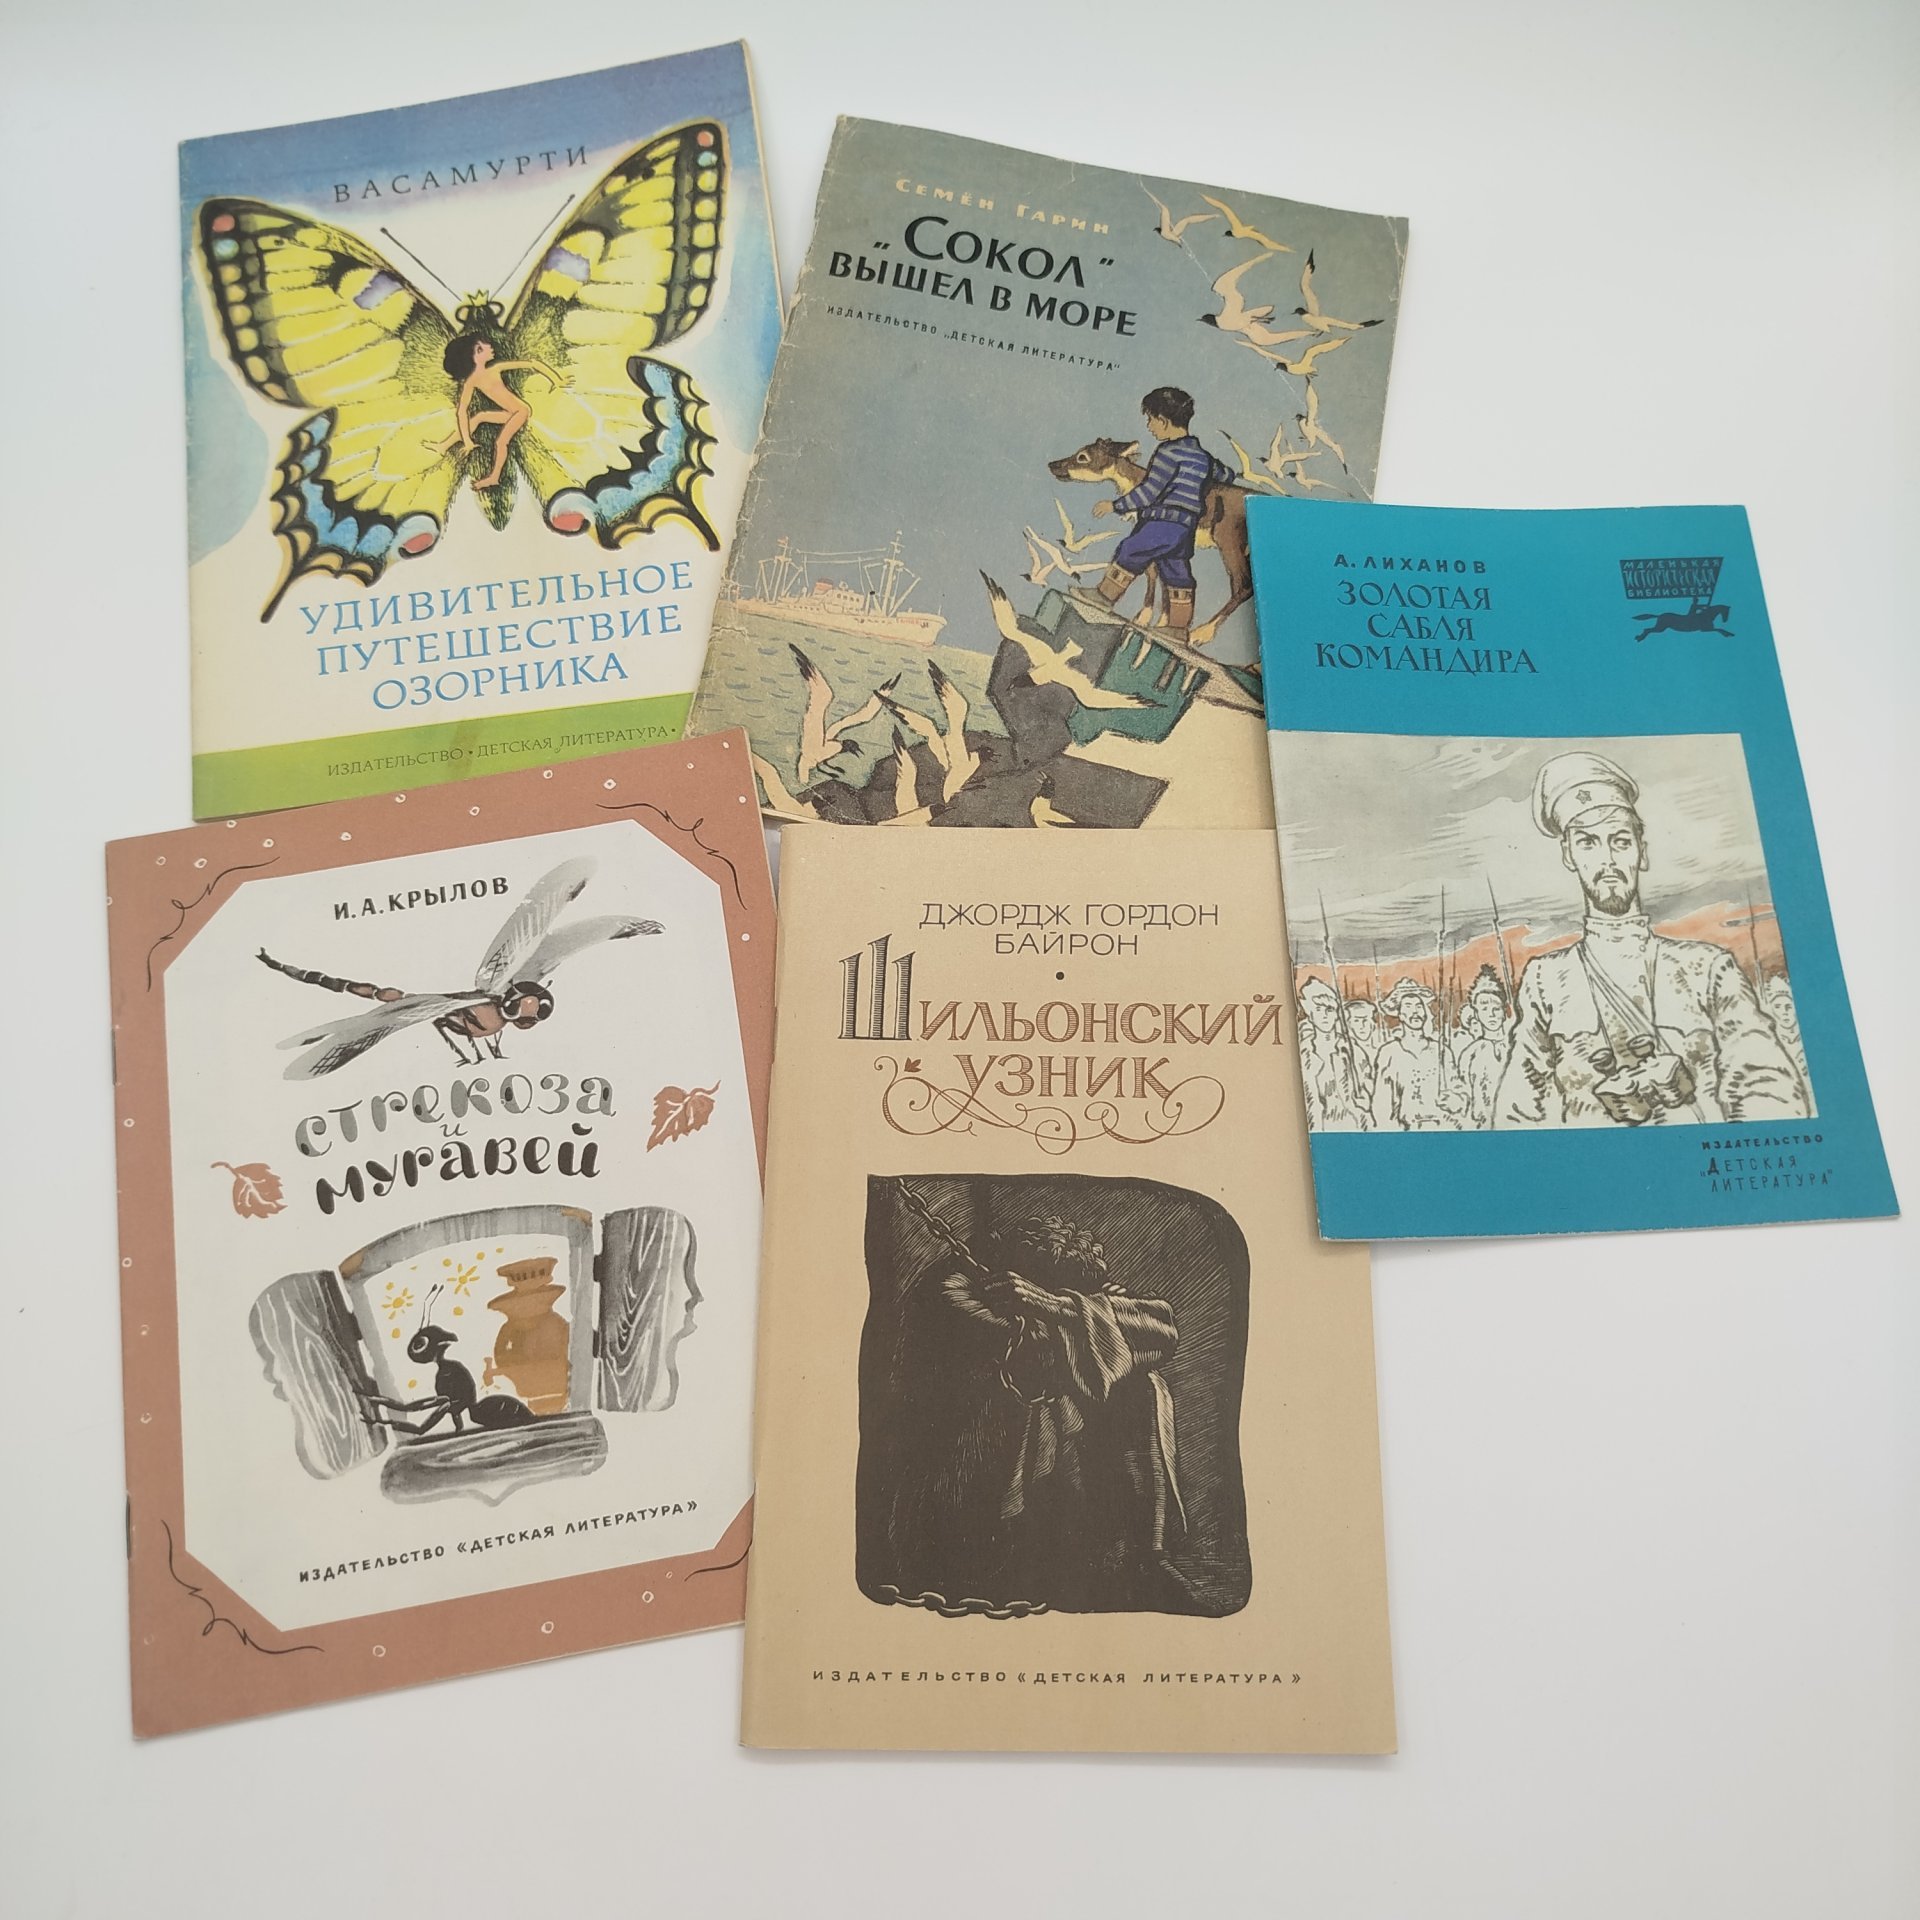 ВАСАМУРТИ
УДИВИТЕЛЬНОЕ
ПУТЕШЕСТВИЕ
ОЗОРНИКА
ИЗДАТЕЛЬСТВО • ДЕТСКАЯ ЛИТЕРАТУРА •
СЕМЁН ГАРИН
„СОКОЛ"
ВЫШЕЛ В МОРЕ
ИЗДАТЕЛЬСТВО „ДЕТСКАЯ ЛИТЕРАТУРА"
А. ЛИХАНОВ
ЗОЛОТАЯ
САБЛЯ
КОМАНДИРА
МАЛЕНЬКАЯ
ИСТОРИЧЕСКАЯ
БИБЛИОТЕКА
ИЗДАТЕЛЬСТВО
"ДЕТСКАЯ
ЛИТЕРАТУРА"
И. А. КРЫЛОВ
СТРЕКОЗА
И
МУРАВЕЙ
ИЗДАТЕЛЬСТВО «ДЕТСКАЯ ЛИТЕРАТУРА»
ДЖОРДЖ ГОРДОН
БАЙРОН
•
ШИЛЬОНСКИЙ
УЗНИК
ИЗДАТЕЛЬСТВО «ДЕТСКАЯ ЛИТЕРАТУРА»